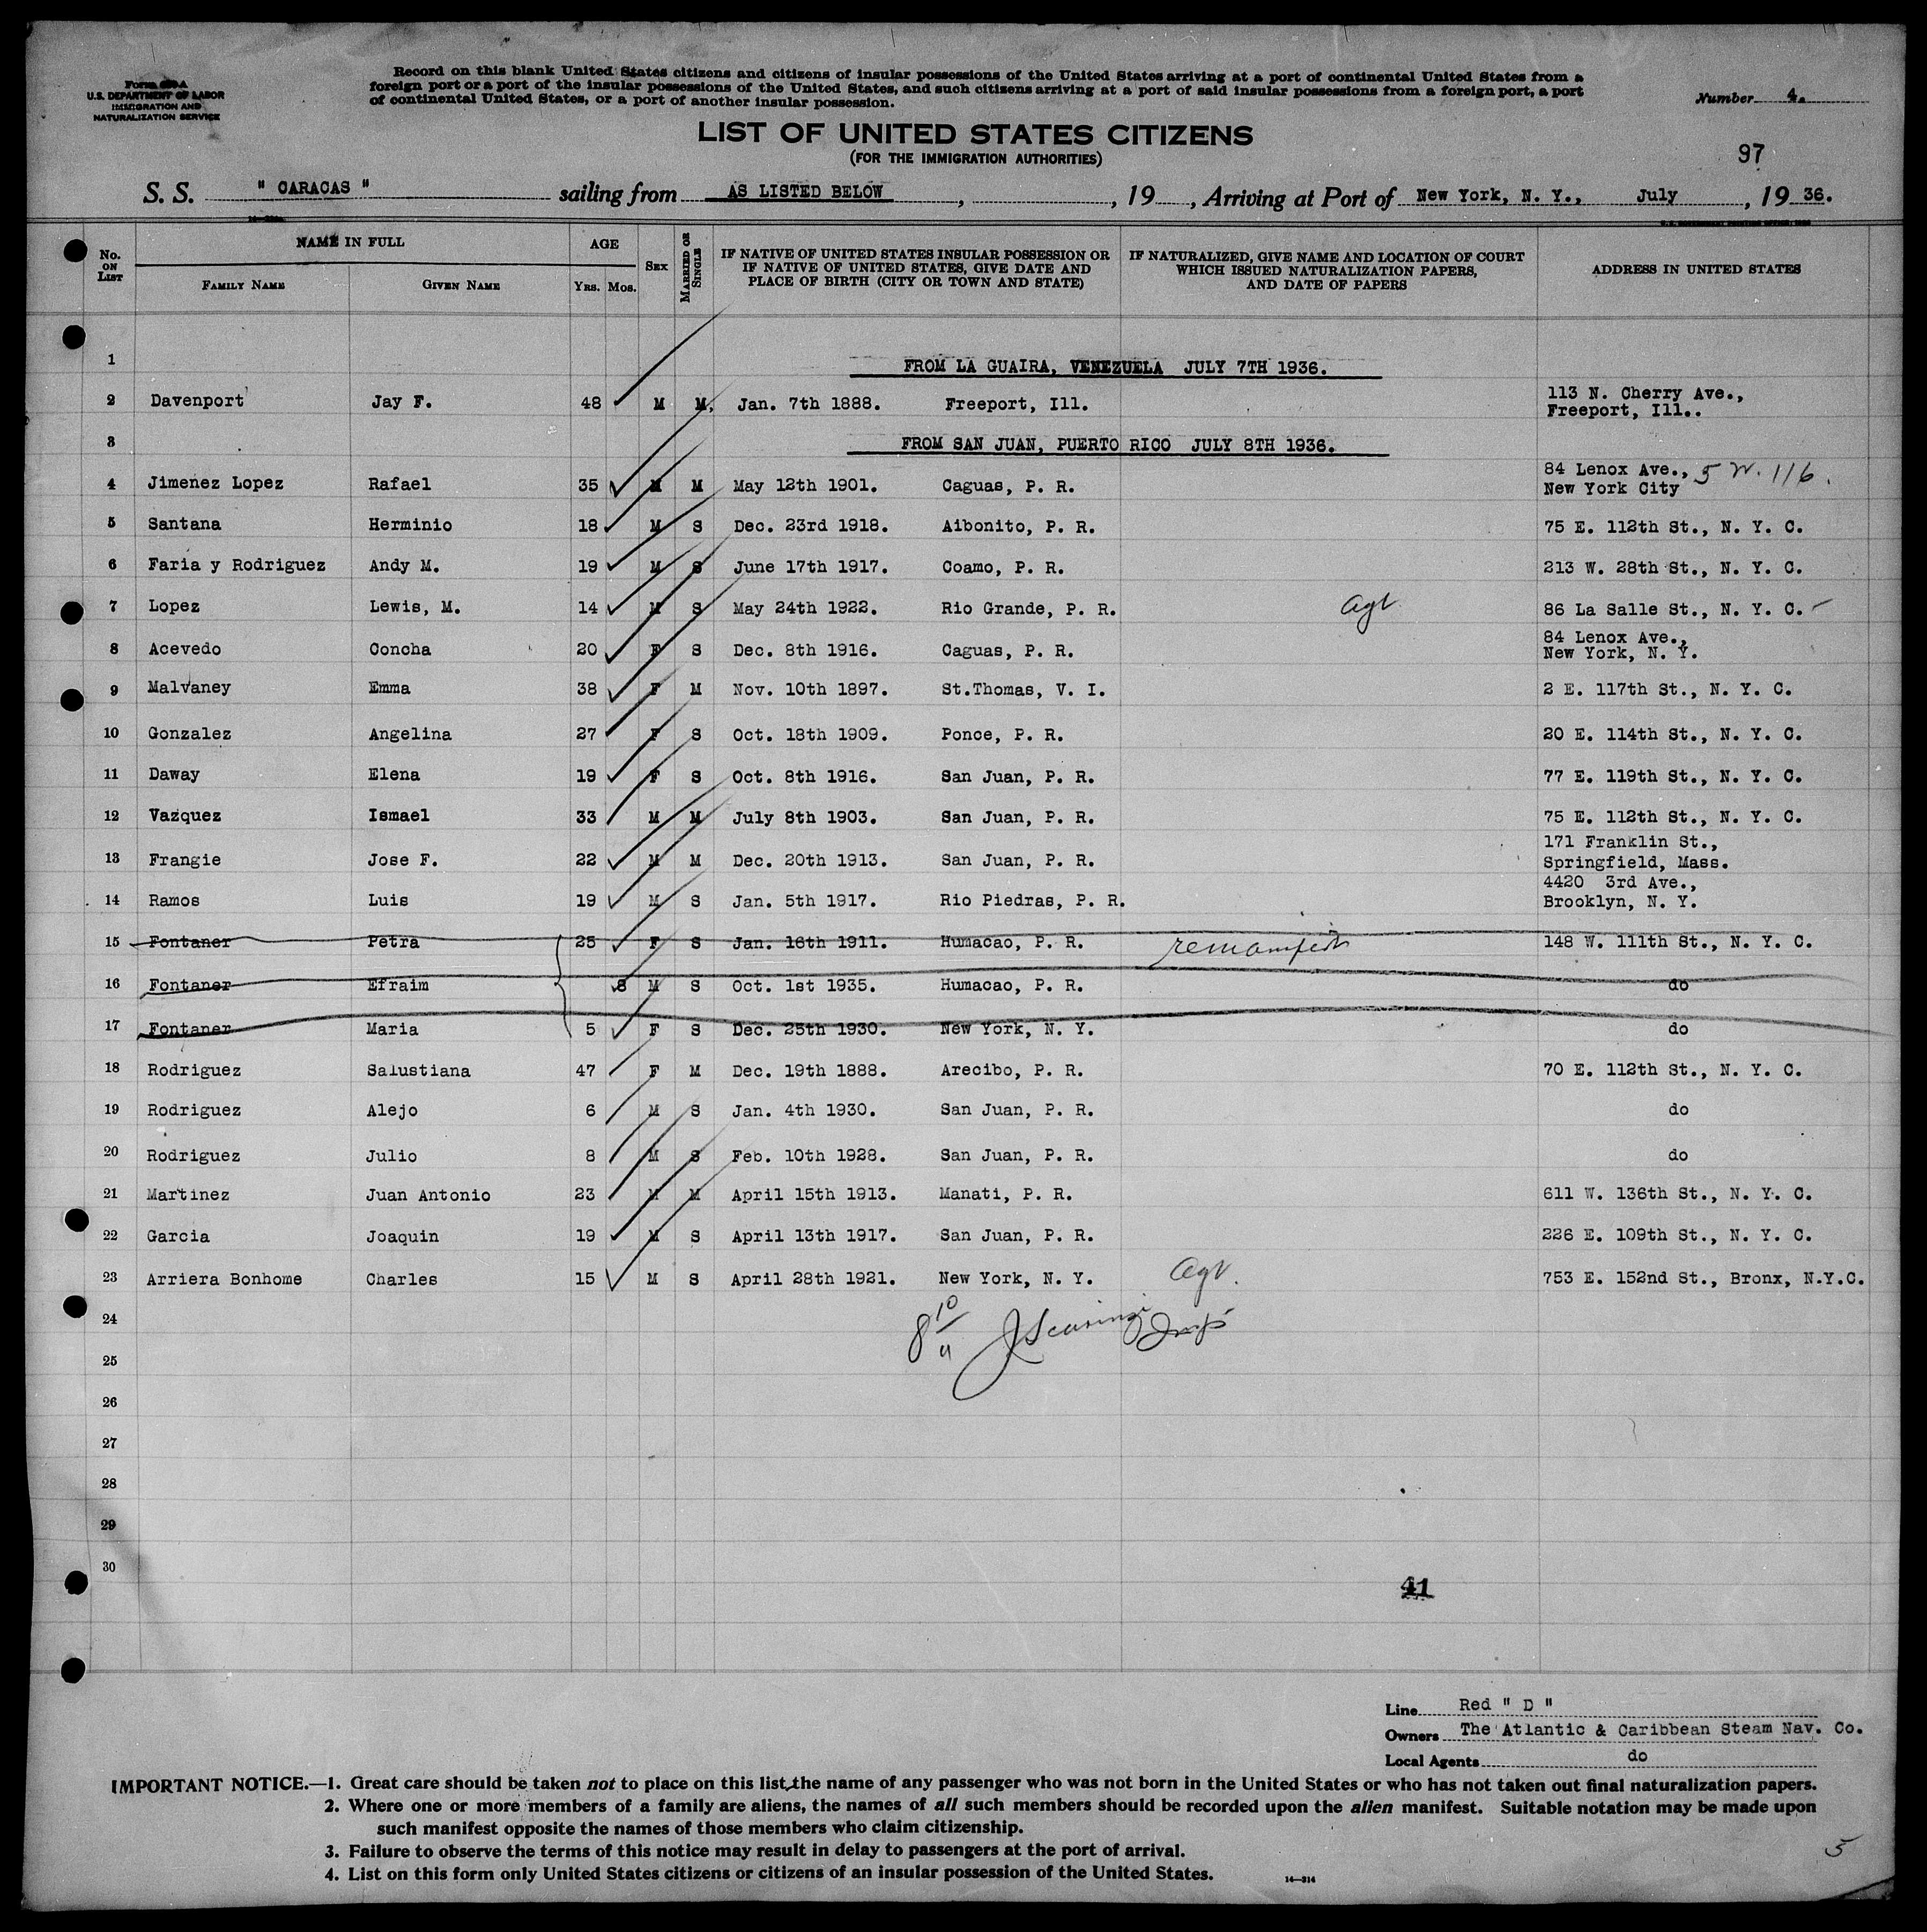 U.S. DEPARTMENT OF LABOR
IMMIGRATION AND
NATURALIZATION SERVICE
Record on this blank United States citizens and citizens of insular possessions of the United States arriving at a port of continental United States from a
foreign port or a port of the insular possessions of the United States, and such citizens arriving at a port of said insular possessions from a foreign port, a port
of continental United States, or a port of another insular possession.
Number 4.
LIST OF UNITED STATES CITIZENS
(FOR THE IMMIGRATION AUTHORITIES)
97
S. S. " CARACAS " sailing from AS LISTED BELOW , , 19 , Arriving at Port of New York, N. Y., July , 19 36.
No. ON LIST NAME IN FULL FAMILY NAME GIVEN NAME AGE YRS. MOS. SEX MARRIED OR SINGLE IF NATIVE OF UNITED STATES INSULAR POSSESSION OR IF NATIVE OF UNITED STATES, GIVE DATE AND PLACE OF BIRTH (CITY OR TOWN AND STATE) IF NATURALIZED, GIVE NAME AND LOCATION OF COURT WHICH ISSUED NATURALIZATION PAPERS, AND DATE OF PAPERS ADDRESS IN UNITED STATES
1 FROM LA GUAIRA, VENEZUELA JULY 7TH 1936.
2 Davenport Jay F. 48 M M, Jan. 7th 1888. Freeport, Ill. 113 N. Cherry Ave., Freeport, Ill..
3 FROM SAN JUAN, PUERTO RICO JULY 8TH 1936.
4 Jimenez Lopez Rafael 35 M M May 12th 1901. Caguas, P. R. 84 Lenox Ave., New York City 5 W. 116.
5 Santana Herminio 18 M S Dec. 23rd 1918. Aibonito, P. R. 75 E. 112th St., N. Y. C.
6 Faria y Rodriguez Andy M. 19 M S June 17th 1917. Coamo, P. R. 213 W. 28th St., N. Y. C.
7 Lopez Lewis, M. 14 M S May 24th 1922. Rio Grande, P. R. agt 86 La Salle St., N. Y. C.
8 Acevedo Concha 20 F S Dec. 8th 1916. Caguas, P. R. 84 Lenox Ave., New York, N. Y.
9 Malvaney Emma 38 F M Nov. 10th 1897. St.Thomas, V. I. 2 E. 117th St., N. Y. C.
10 Gonzalez Angelina 27 F S Oct. 18th 1909. Ponce, P. R. 20 E. 114th St., N. Y. C.
11 Daway Elena 19 F S Oct. 8th 1916. San Juan, P. R. 77 E. 119th St., N. Y. C.
12 Vazquez Ismael 33 M M July 8th 1903. San Juan, P. R. 75 E. 112th St., N. Y. C.
13 Frangie Jose F. 22 M M Dec. 20th 1913. San Juan, P. R. 171 Franklin St., Springfield, Mass.
14 Ramos Luis 19 M S Jan. 5th 1917. Rio Piedras, P. R. 4420 3rd Ave., Brooklyn, N. Y.
15 Fontaner Petra 25 F S Jan. 16th 1911. Humacao, P. R. 148 W. 111th St., N. Y. C.
16 Fontaner Efraim 8 M S Oct. 1st 1935. Humacao, P. R. do
17 Fontaner Maria 5 F S Dec. 25th 1930. New York, N. Y. do
18 Rodriguez Salustiana 47 F M Dec. 19th 1888. Arecibo, P. R. 70 E. 112th St., N. Y. C.
19 Rodriguez Alejo 6 M S Jan. 4th 1930. San Juan, P. R. do
20 Rodriguez Julio 8 M S Feb. 10th 1928. San Juan, P. R. do
21 Martinez Juan Antonio 23 M M April 15th 1913. Manati, P. R. 611 W. 136th St., N. Y. C.
22 Garcia Joaquin 19 M S April 13th 1917. San Juan, P. R. 226 E. 109th St., N. Y. C.
23 Arriera Bonhome Charles 15 M S April 28th 1921. New York, N. Y. agt. 753 E. 152nd St., Bronx, N.Y.C.
24
25
26
27
28
29
30
41
Line Red " D "
Owners The Atlantic & Caribbean Steam Nav. Co.
Local Agents do
IMPORTANT NOTICE.—1. Great care should be taken not to place on this list the name of any passenger who was not born in the United States or who has not taken out final naturalization papers.
2. Where one or more members of a family are aliens, the names of all such members should be recorded upon the alien manifest. Suitable notation may be made upon
such manifest opposite the names of those members who claim citizenship.
3. Failure to observe the terms of this notice may result in delay to passengers at the port of arrival.
4. List on this form only United States citizens or citizens of an insular possession of the United States.
14—314
5